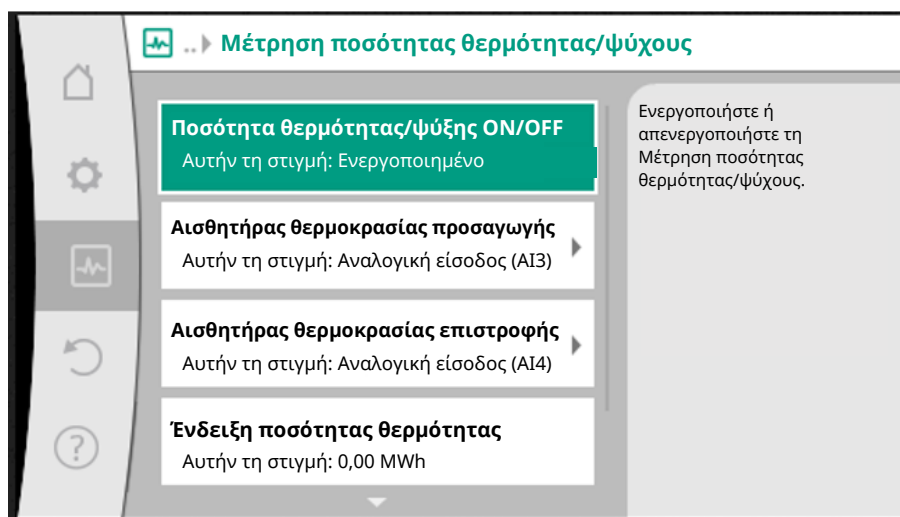 ..▶ Μέτρηση ποσότητας θερμότητας/ψύχους
Ποσότητα θερμότητας/ψύξης ON/OFF
Αυτήν τη στιγμή: Ενεργοποιημένο
Αισθητήρας θερμοκρασίας προσαγωγής
Αυτήν τη στιγμή: Αναλογική είσοδος (AI3)
Αισθητήρας θερμοκρασίας επιστροφής
Αυτήν τη στιγμή: Αναλογική είσοδος (AI4)
Ένδειξη ποσότητας θερμότητας
Αυτήν τη στιγμή: 0,00 MWh
Ενεργοποιήστε ή
απενεργοποιήστε τη
Μέτρηση ποσότητας
θερμότητας/ψύχους.
?